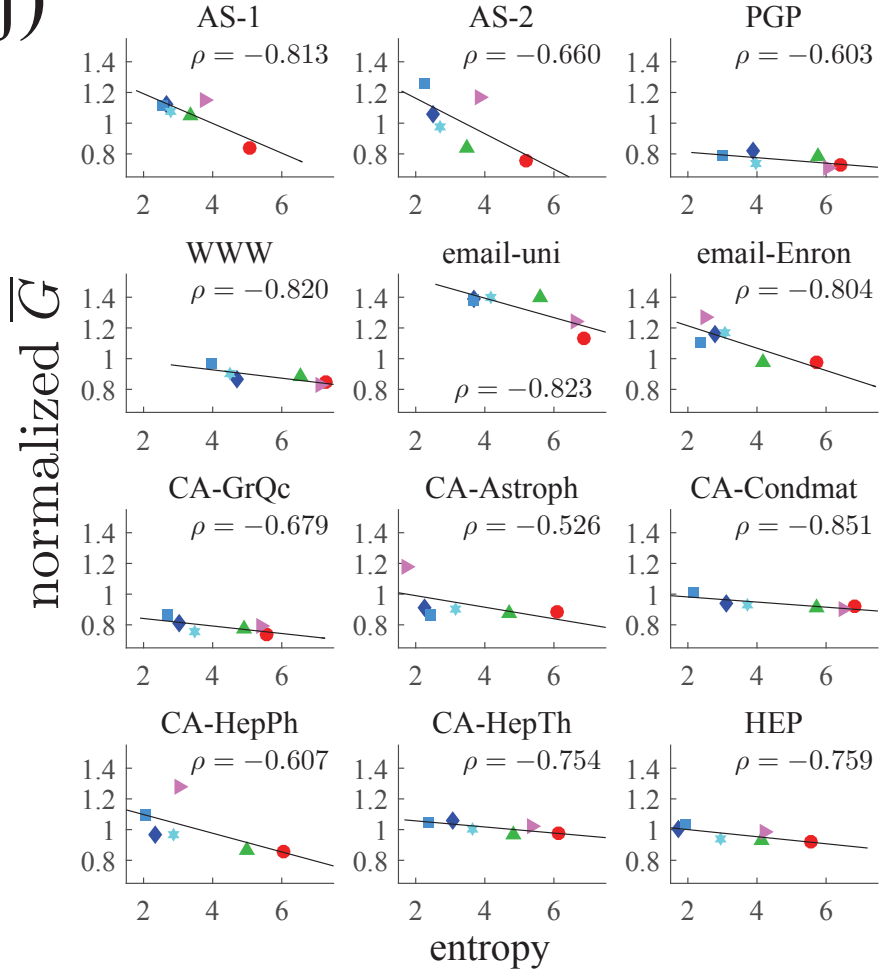 J)
AS-1 AS-2 PGP
ρ = −0.813 ρ = −0.660 ρ = −0.603
1.4 1.4 1.4
1.2 1.2 1.2
1 1 1
0.8 0.8 0.8
2 4 6 2 4 6 2 4 6
WWW email-uni email-Enron
ρ = −0.820 ρ = −0.804
1.4 1.4 1.4
1.2 1.2 1.2
1 1 1
0.8 0.8 ρ = −0.823 0.8
2 4 6 2 4 6 2 4 6
normalized G̅
CA-GrQc CA-Astroph CA-Condmat
ρ = −0.679 ρ = −0.526 ρ = −0.851
1.4 1.4 1.4
1.2 1.2 1.2
1 1 1
0.8 0.8 0.8
2 4 6 2 4 6 2 4 6
CA-HepPh CA-HepTh HEP
ρ = −0.607 ρ = −0.754 ρ = −0.759
1.4 1.4 1.4
1.2 1.2 1.2
1 1 1
0.8 0.8 0.8
2 4 6 2 4 6 2 4 6
entropy